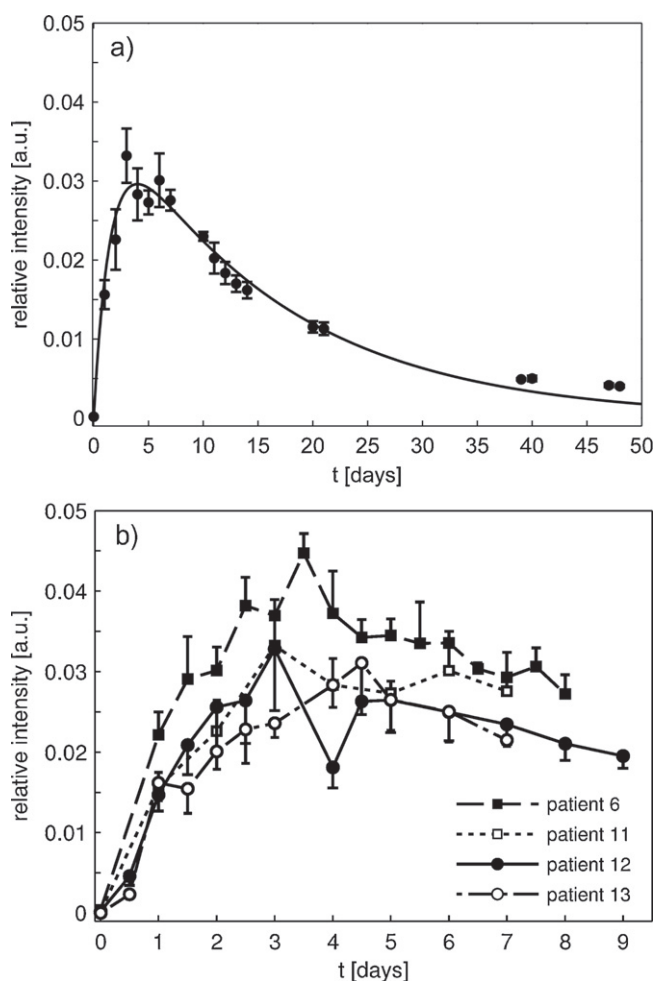 a)
relative intensity [a.u.]
0.05
0.04
0.03
0.02
0.01
0
0 5 10 15 20 25 30 35 40 45 50
t [days]
b)
relative intensity [a.u.]
0.05
0.04
0.03
0.02
0.01
0
patient 6
patient 11
patient 12
patient 13
0 1 2 3 4 5 6 7 8 9
t [days]